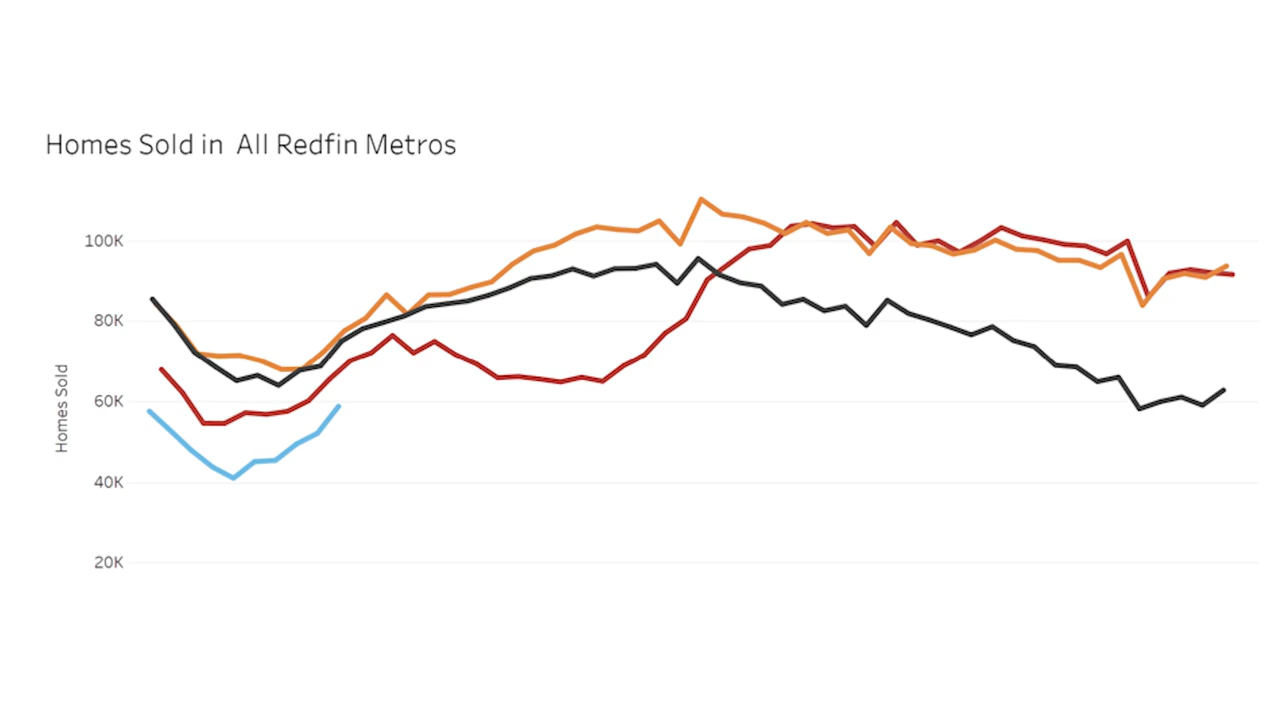 Homes Sold in All Redfin Metros
100K
80K
60K
40K
20K
Homes Sold